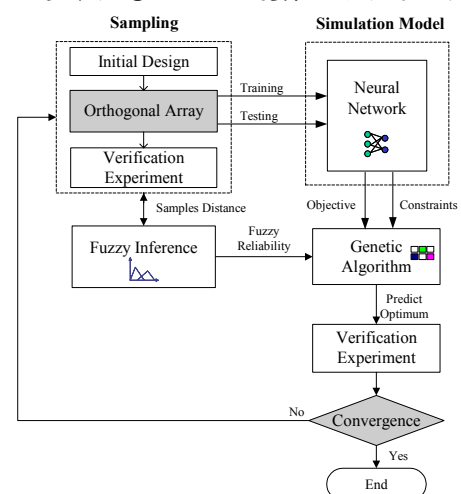 Sampling
Simulation Model
Initial Design
Orthogonal Array
Verification
Experiment
Training
Testing
Neural
Network
Samples Distance
Objective
Constraints
Fuzzy Inference
Fuzzy
Reliability
Genetic
Algorithm
Predict
Optimum
Verification
Experiment
No
Convergence
Yes
End